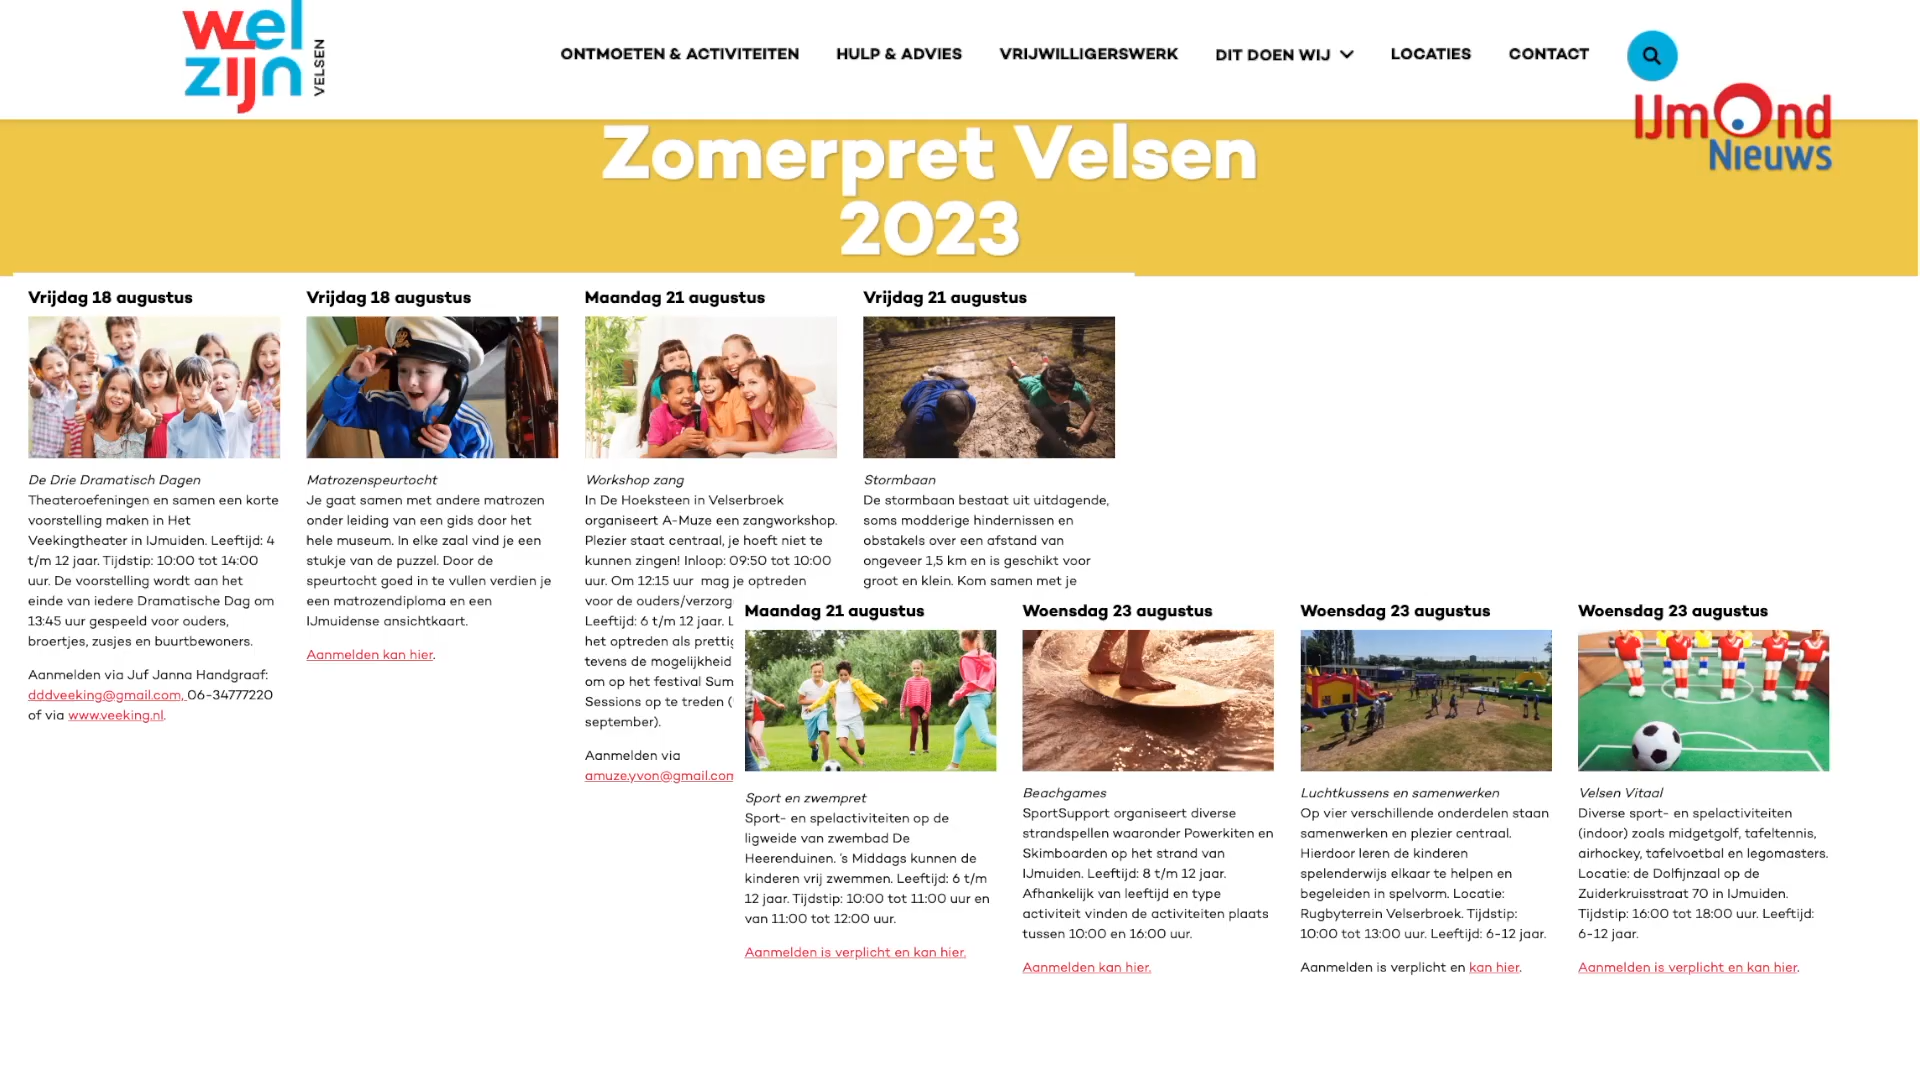 wel
zijn
VELSEN
ONTMOETEN & ACTIVITEITEN
HULP & ADVIES
VRIJWILLIGERSWERK
DIT DOEN WIJ
LOCATIES
CONTACT
IJmOnd
Nieuws
Zomerpret Velsen
2023
Vrijdag 18 augustus
De Drie Dramatisch Dagen
Theateroefeningen en samen een korte
voorstelling maken in Het
Veekingtheater in IJmuiden. Leeftijd: 4
t/m 12 jaar. Tijdstip: 10:00 tot 14:00
uur. De voorstelling wordt aan het
einde van iedere Dramatische Dag om
13:45 uur gespeeld voor ouders,
broertjes, zusjes en buurtbewoners.
Aanmelden via Juf Janna Handgraaf:
dddveeking@gmail.com, 06-34777220
of via www.veeking.nl.
Vrijdag 18 augustus
Matrozenspeurtocht
Je gaat samen met andere matrozen
onder leiding van een gids door het
hele museum. In elke zaal vind je een
stukje van de puzzel. Door de
speurtocht goed in te vullen verdien je
een matrozendiploma en een
IJmuidense ansichtkaart.
Aanmelden kan hier.
Maandag 21 augustus
Workshop zang
In De Hoeksteen in Velserbroek
organiseert A-Muze een zangworkshop.
Plezier staat centraal, je hoeft niet te
kunnen zingen! Inloop: 09:50 tot 10:00
uur. Om 12:15 uur mag je optreden
voor de ouders/verzorg
Leeftijd: 6 t/m 12 jaar.
het optreden als prettig
tevens de mogelijkheid
om op het festival Sum
Sessions op te treden (
september).
Aanmelden via
amuze.yvon@gmail.com
Vrijdag 21 augustus
Stormbaan
De stormbaan bestaat uit uitdagende,
soms modderige hindernissen en
obstakels over een afstand van
ongeveer 1,5 km en is geschikt voor
groot en klein. Kom samen met je
Maandag 21 augustus
Sport en zwempret
Sport- en spelactiviteiten op de
ligweide van zwembad De
Heerenduinen. 's Middags kunnen de
kinderen vrij zwemmen. Leeftijd: 6 t/m
12 jaar. Tijdstip: 10:00 tot 11:00 uur en
van 11:00 tot 12:00 uur.
Aanmelden is verplicht en kan hier.
Woensdag 23 augustus
Beachgames
SportSupport organiseert diverse
strandspellen waaronder Powerkiten en
Skimboarden op het strand van
IJmuiden. Leeftijd: 8 t/m 12 jaar.
Afhankelijk van leeftijd en type
activiteit vinden de activiteiten plaats
tussen 10:00 en 16:00 uur.
Aanmelden kan hier.
Woensdag 23 augustus
Luchtkussens en samenwerken
Op vier verschillende onderdelen staan
samenwerken en plezier centraal.
Hierdoor leren de kinderen
spelenderwijs elkaar te helpen en
begeleiden in spelvorm. Locatie:
Rugbyterrein Velserbroek. Tijdstip:
10:00 tot 13:00 uur. Leeftijd: 6-12 jaar.
Aanmelden is verplicht en kan hier.
Woensdag 23 augustus
Velsen Vitaal
Diverse sport- en spelactiviteiten
(indoor) zoals midgetgolf, tafeltennis,
airhockey, tafelvoetbal en legomasters.
Locatie: de Dolfijnzaal op de
Zuiderkruisstraat 70 in IJmuiden.
Tijdstip: 16:00 tot 18:00 uur. Leeftijd:
6-12 jaar.
Aanmelden is verplicht en kan hier.